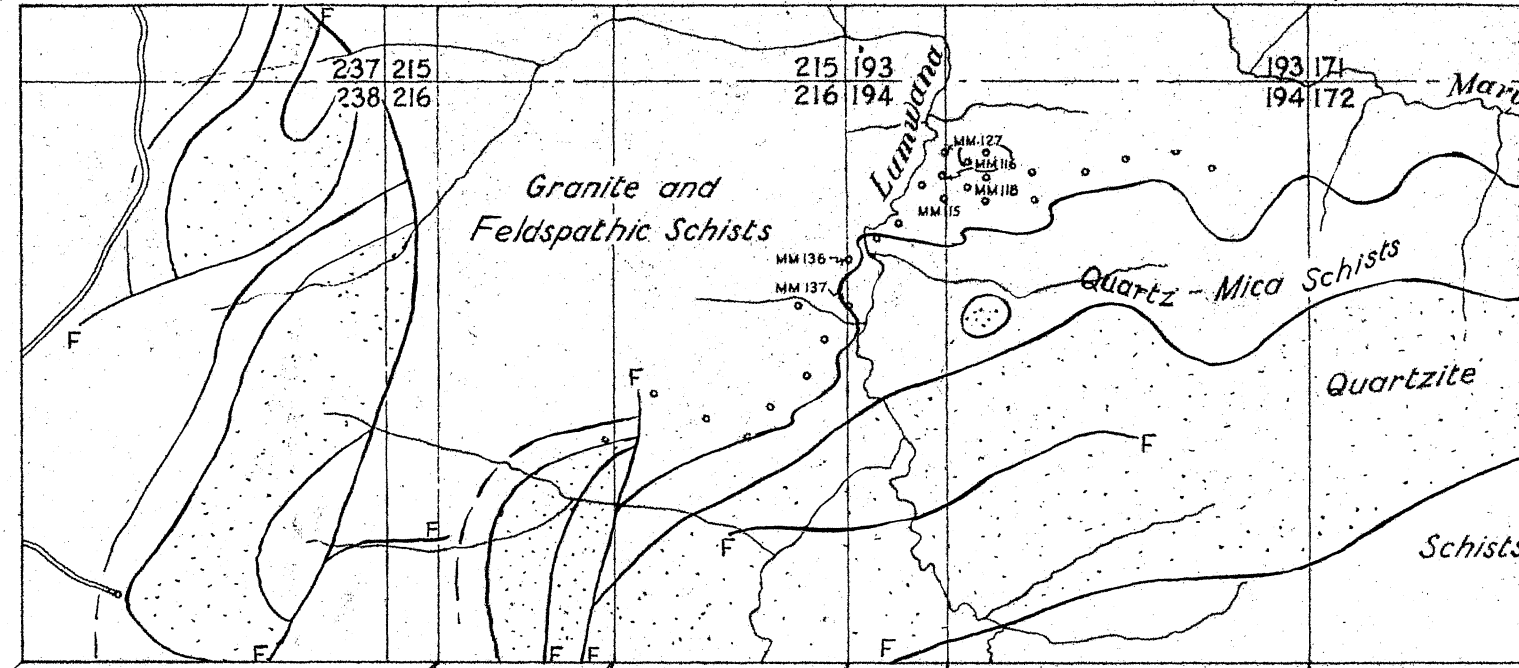 F
237 215
238 216
215 193
216 194
193 171
194 172
Lumwana
MM 127
MM 116
MM 118
MM 115
Granite and
Feldspathic Schists
MM 136
MM 137
Quartz - Mica Schists
F
F
Quartzite
F
F
F
Schists
F
F
F
F